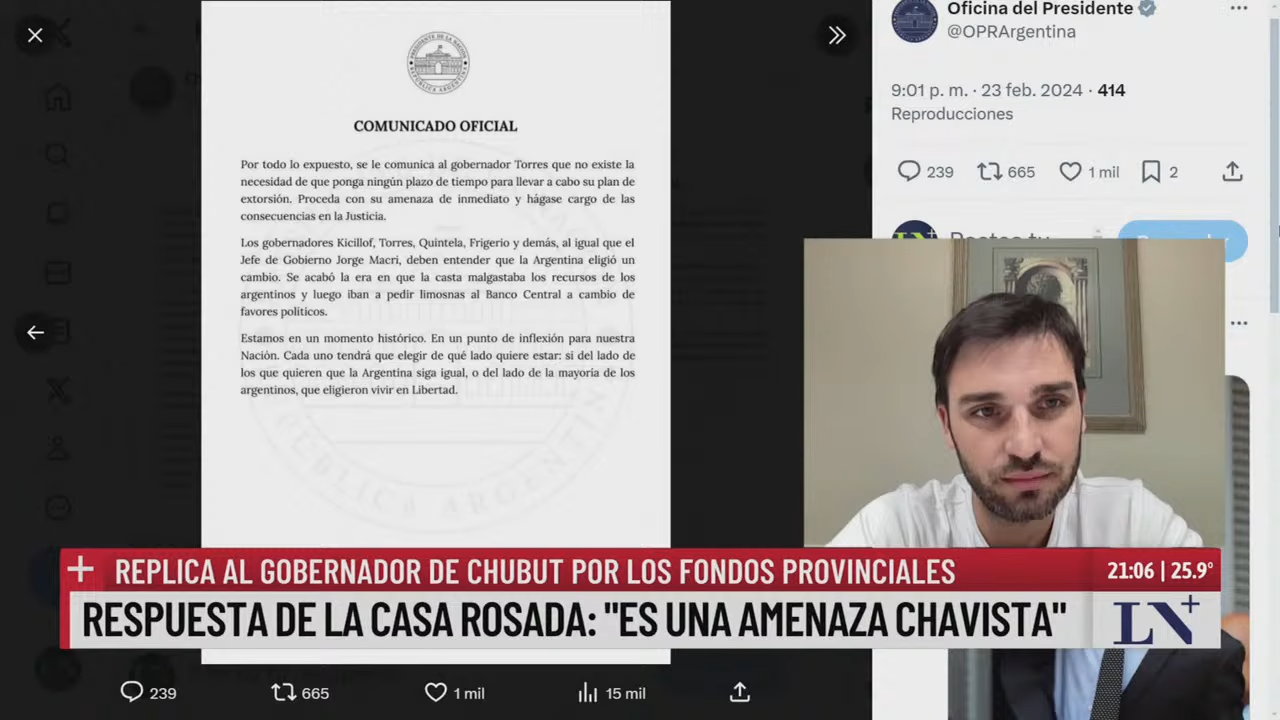 COMUNICADO OFICIAL
Por todo lo expuesto, se le comunica al gobernador Torres que no existe la
necesidad de que ponga ningún plazo de tiempo para llevar a cabo su plan de
extorsión. Proceda con su amenaza de inmediato y hágase cargo de las
consecuencias en la Justicia.
Los gobernadores Kicillof, Torres, Quintela, Frigerio y demás, al igual que el
Jefe de Gobierno Jorge Macri, deben entender que la Argentina eligió un
cambio. Se acabó la era en que la casta malgastaba los recursos de los
argentinos y luego iban a pedir limosnas al Banco Central a cambio de
favores políticos.
Estamos en un momento histórico. En un punto de inflexión para nuestra
Nación. Cada uno tendrá que elegir de qué lado quiere estar: si del lado de
los que quieren que la Argentina siga igual, o del lado de la mayoría de los
argentinos, que eligieron vivir en Libertad.
239
665
1 mil
15 mil
Oficina del Presidente
@OPRArgentina
9:01 p. m. · 23 feb. 2024 · 414
Reproducciones
239
665
1 mil
2
REPLICA AL GOBERNADOR DE CHUBUT POR LOS FONDOS PROVINCIALES
21:06 | 25.9°
RESPUESTA DE LA CASA ROSADA: "ES UNA AMENAZA CHAVISTA"
LN+